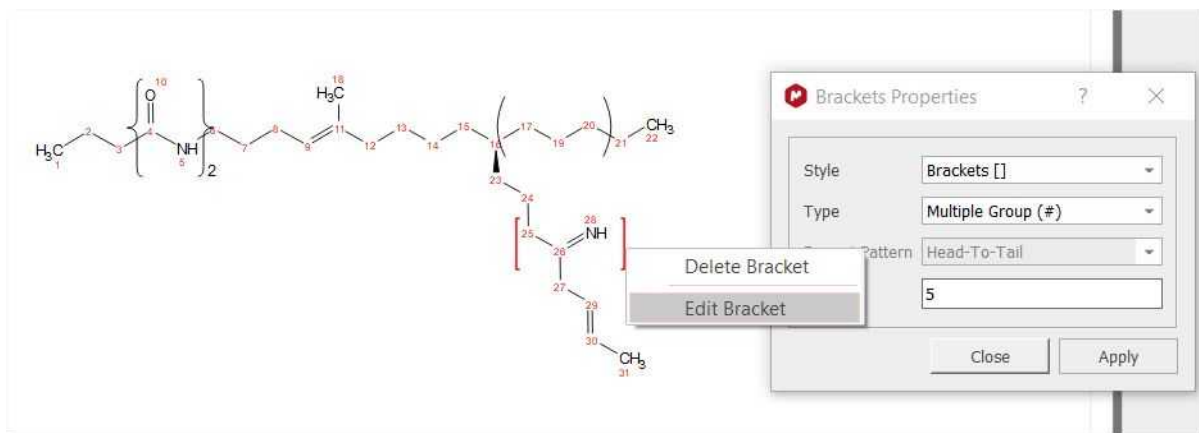 Brackets Properties ? ×
Style Brackets []
Type Multiple Group (#)
Pattern Head-To-Tail
5
Close Apply
Delete Bracket
Edit Bracket
10
O
18
H₃C
H₃C
1
2
3
4
NH
5
6
2
7
8
9
11
12
13
14
15
16
17
19
20
21
CH₃
22
23
24
25
26
28
NH
27
29
30
CH₃
31